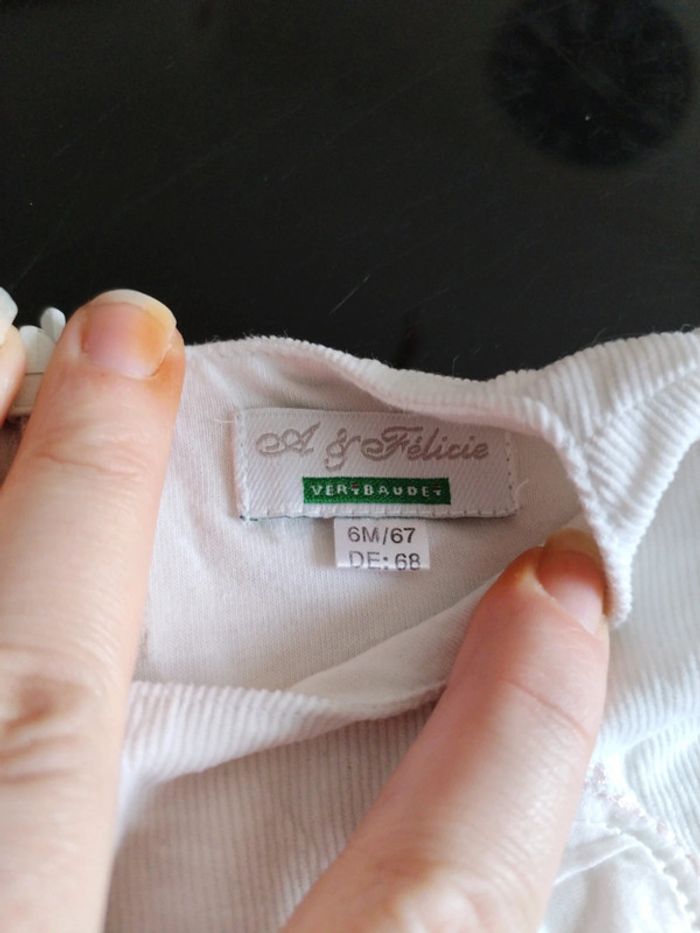 A & Félicie
VERTBAUDET
6M/67
DE: 68